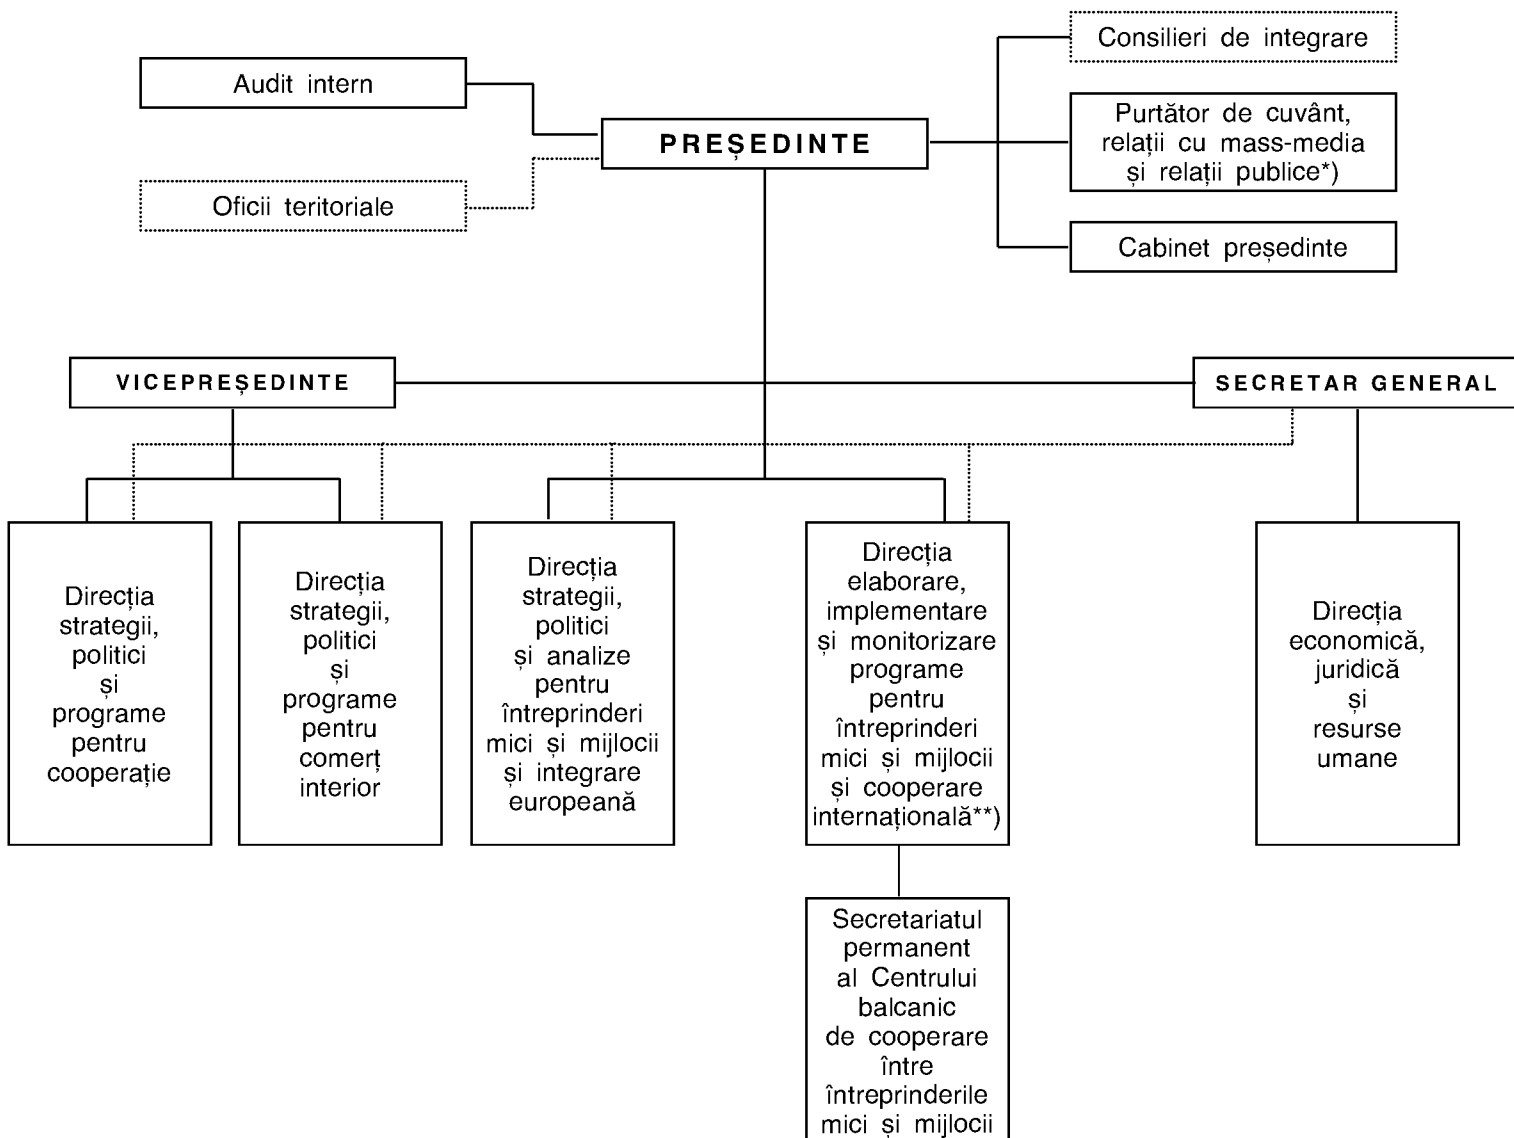 Consilieri de integrare
Audit intern
Purtător de cuvânt,
relații cu mass-media
și relații publice*)
PREȘEDINTE
Oficii teritoriale
Cabinet președinte
VICEPREȘEDINTE
SECRETAR GENERAL
Direcția
strategii,
politici
și
programe
pentru
cooperație
Direcția
strategii,
politici
și
programe
pentru
comerț
interior
Direcția
strategii,
politici
și analize
pentru
întreprinderi
mici și mijlocii
și integrare
europeană
Direcția
elaborare,
implementare
și monitorizare
programe
pentru
întreprinderi
mici și mijlocii
și cooperare
internațională**)
Direcția
economică,
juridică
și
resurse
umane
Secretariatul
permanent
al Centrului
balcanic
de cooperare
între
întreprinderile
mici și mijlocii